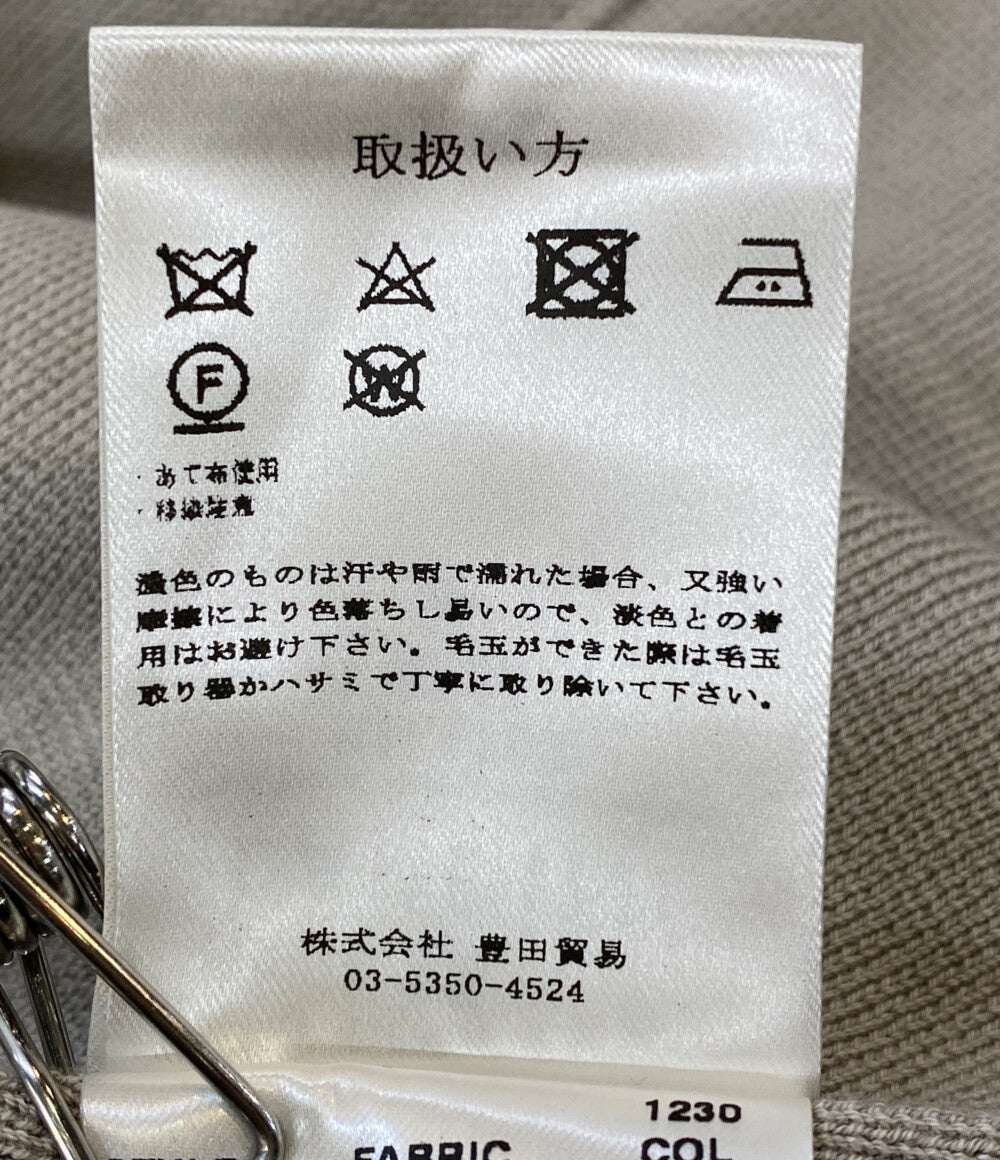 取扱い方
F
W
・あて布使用
・移染注意
濃色のものは汗や雨で濡れた場合、又強い
摩擦により色落ちし易いので、淡色との着
用はお避け下さい。毛玉ができた際は毛玉
取り器かハサミで丁寧に取り除いて下さい。
株式会社 豊田貿易
03-5350-4524
1230
FABRIC COL